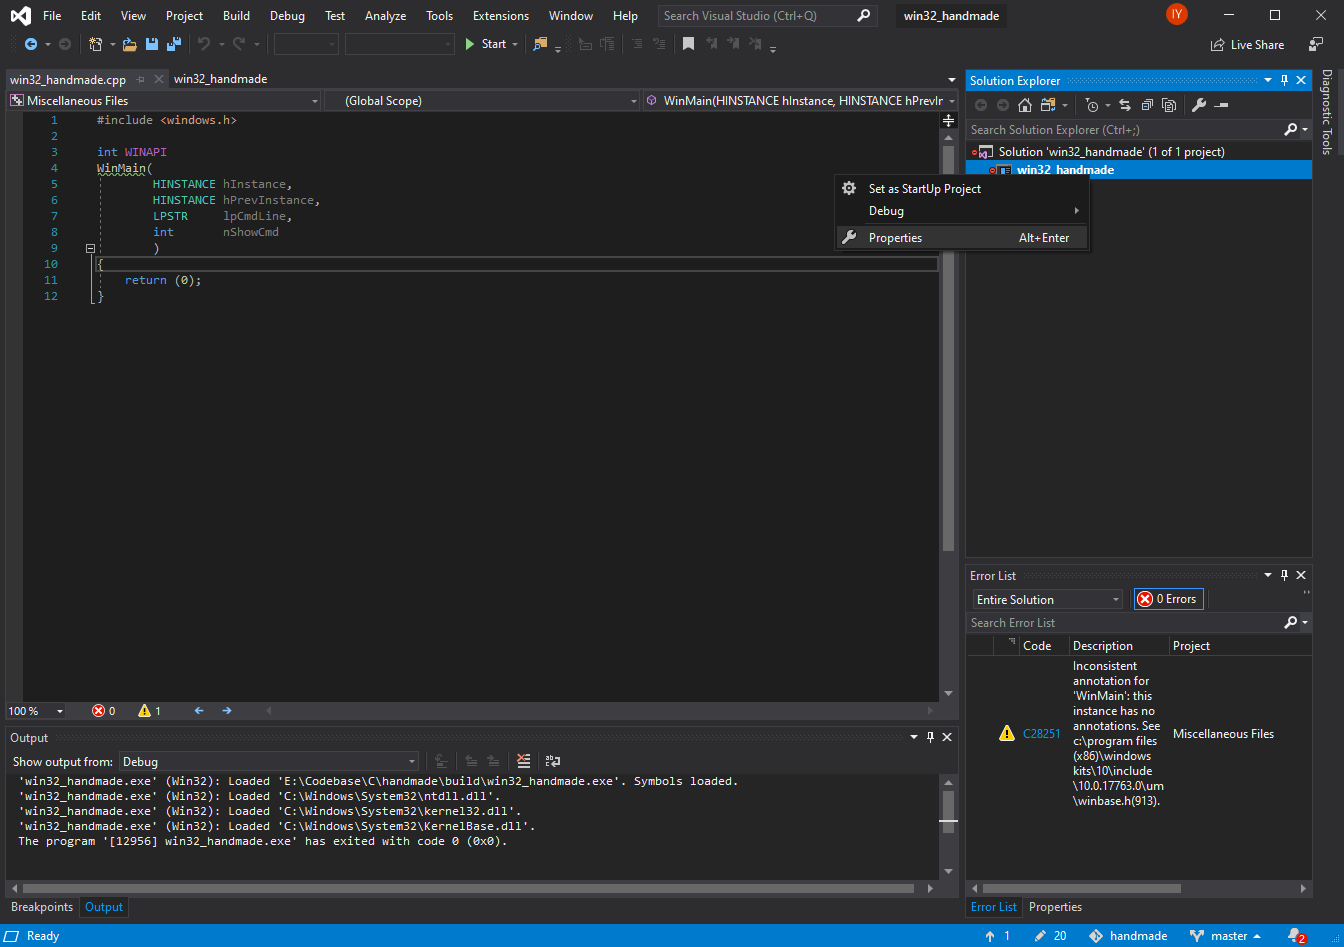 File Edit View Project Build Debug Test Analyze Tools Extensions Window Help Search Visual Studio (Ctrl+Q) win32_handmade IY
Start Live Share
win32_handmade.cpp win32_handmade
Miscellaneous Files (Global Scope) WinMain(HINSTANCE hInstance, HINSTANCE hPrevIr
1 #include <windows.h>
2
3 int WINAPI
4 WinMain(
5 HINSTANCE hInstance,
6 HINSTANCE hPrevInstance,
7 LPSTR lpCmdLine,
8 int nShowCmd
9 )
10 {
11 return (0);
12 }
100 % 0 1
Solution Explorer
Search Solution Explorer (Ctrl+;)
Solution 'win32_handmade' (1 of 1 project)
win32_handmade
Set as StartUp Project
Debug
Properties Alt+Enter
Diagnostic Tools
Output
Show output from: Debug
'win32_handmade.exe' (Win32): Loaded 'E:\Codebase\C\handmade\build\win32_handmade.exe'. Symbols loaded.
'win32_handmade.exe' (Win32): Loaded 'C:\Windows\System32\ntdll.dll'.
'win32_handmade.exe' (Win32): Loaded 'C:\Windows\System32\kernel32.dll'.
'win32_handmade.exe' (Win32): Loaded 'C:\Windows\System32\KernelBase.dll'.
The program '[12956] win32_handmade.exe' has exited with code 0 (0x0).
Breakpoints Output
Error List
Entire Solution 0 Errors
Search Error List
Code Description Project
C28251
Inconsistent
annotation for
'WinMain': this
instance has no
annotations. See
c:\program files
(x86)\windows
kits\10\include
\10.0.17763.0\um
\winbase.h(913).
Miscellaneous Files
Error List Properties
Ready 1 20 handmade master 2